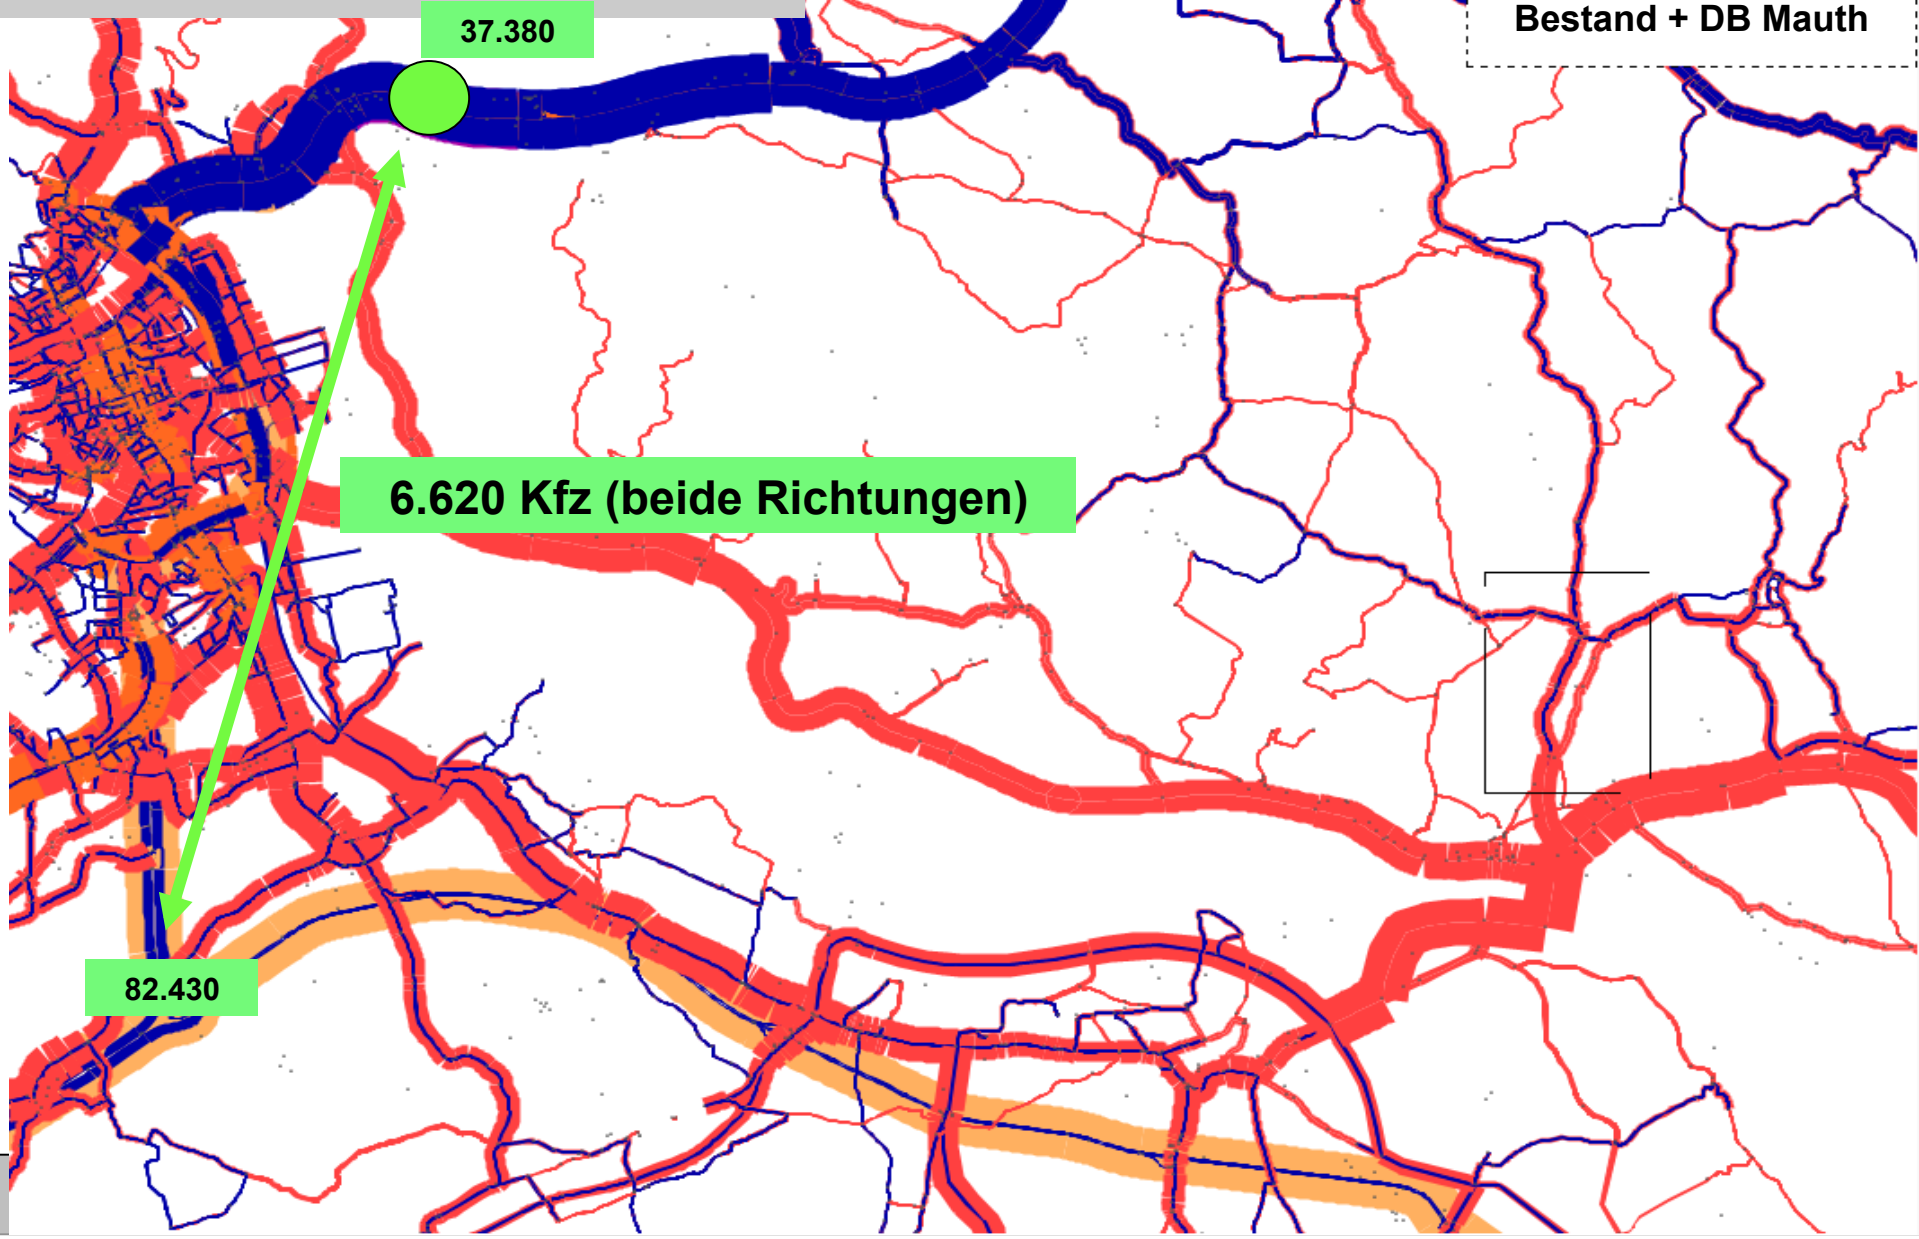 37.380
Bestand + DB Mauth
6.620 Kfz (beide Richtungen)
82.430